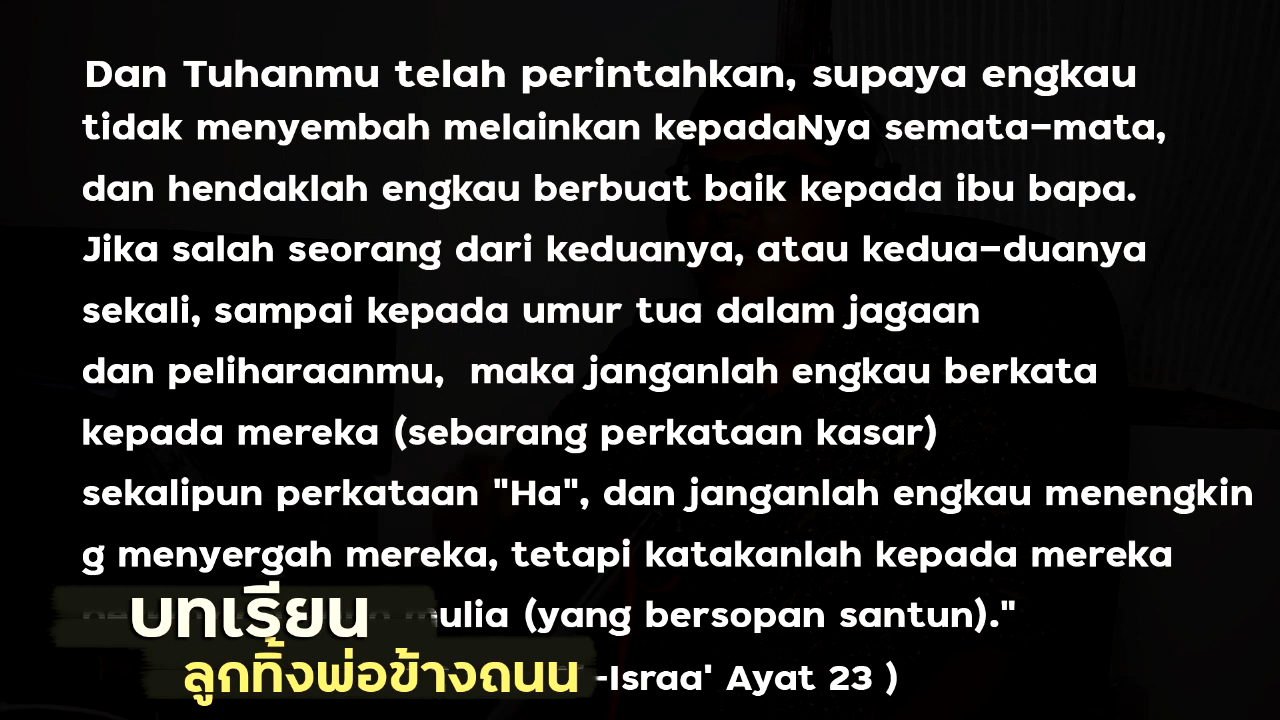 Dan Tuhanmu telah perintahkan, supaya engkau
tidak menyembah melainkan kepadaNya semata-mata,
dan hendaklah engkau berbuat baik kepada ibu bapa.
Jika salah seorang dari keduanya, atau kedua-duanya
sekali, sampai kepada umur tua dalam jagaan
dan peliharaanmu,  maka janganlah engkau berkata
kepada mereka (sebarang perkataan kasar)
sekalipun perkataan "Ha", dan janganlah engkau menengkin
g menyergah mereka, tetapi katakanlah kepada mereka
mulia (yang bersopan santun)."
-Israa' Ayat 23 )
บทเรียน
ลูกทิ้งพ่อข้างถนน